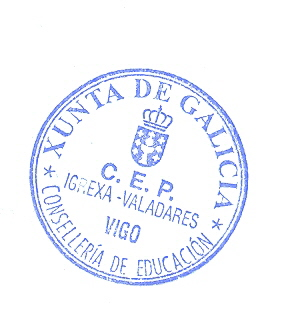 XUNTA DE GALICIA
C. E. P.
IGREXA-VALADARES
VIGO
CONSELLERÍA DE EDUCACIÓN